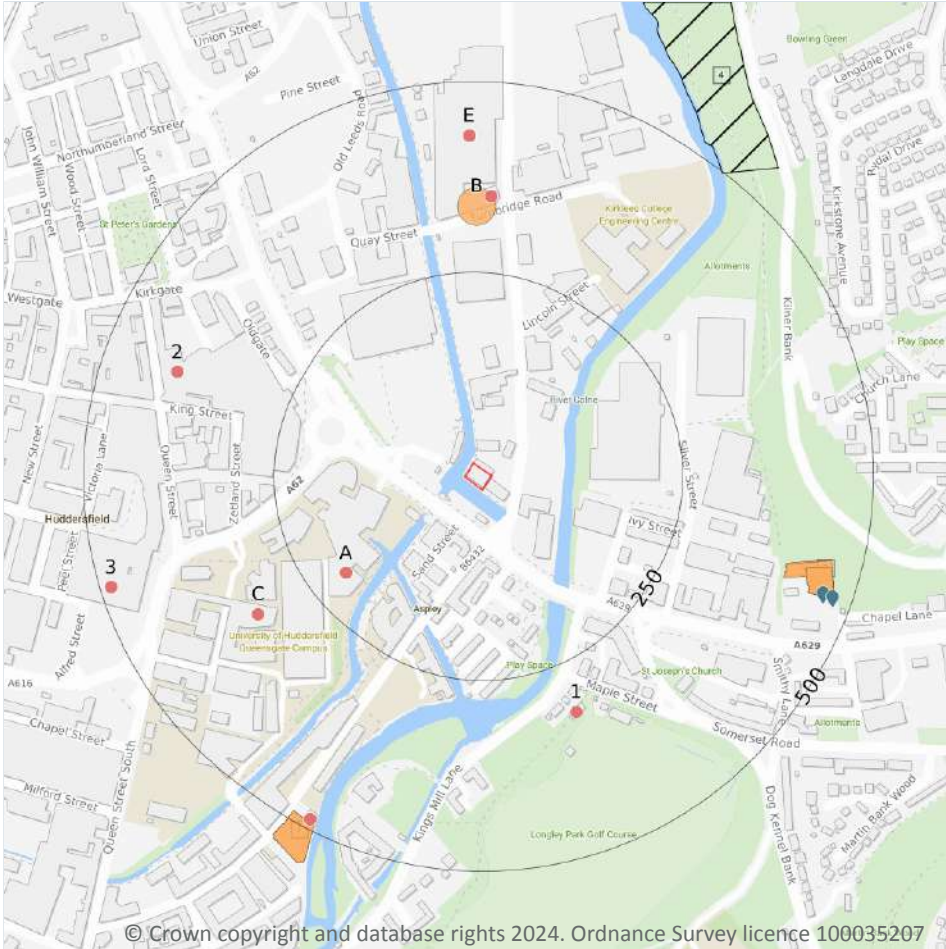 Union Street
A62
Bowling Green
Langdale Drive
4
Pine Street
Old Leeds Road
John William Street
Northumberland Street
Wood Street
Lord Street
E
Rydal Drive
Kirkstone Avenue
B
bridge Road
St Peter's Gardens
Quay Street
Kirklees College
Engineering Centre
Allotments
Westgate
Kirkgate
Lincoln Street
Kilner Bank
Oldgate
Play Space
2
Church Lane
King Street
River Colne
New Street
Victoria Lane
Queen Street
Zetland Street
Silver Street
A62
Huddersfield
Ivy Street
Sand Street
B6432
Peel Street
3
A
C
250
A629
Aspley
Chapel Lane
Alfred Street
University of Huddersfield
Queensgate Campus
A629
A616
Play Space
St Joseph's Church
Smithy Lane
500
1
Maple Street
Allotments
Chapel Street
Somerset Road
Queen Street South
Milford Street
Kings Mill Lane
Dog Kennel Bank
Martin Bank Wood
Longley Park Golf Course
© Crown copyright and database rights 2024. Ordnance Survey licence 100035207